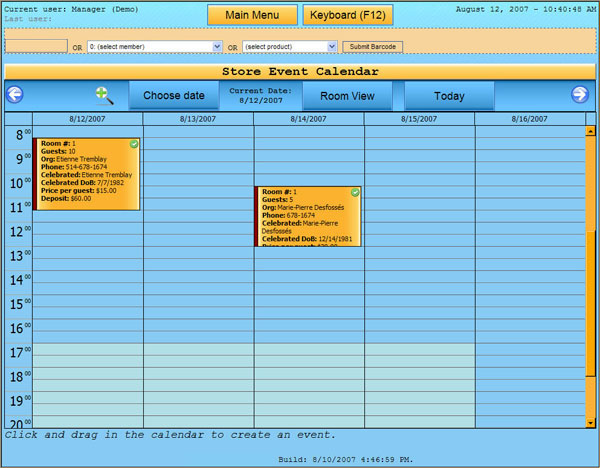 Current user: Manager (Demo)
Last user:
Main Menu
Keyboard (F12)
August 12, 2007 - 10:40:48 AM
OR
0: (select member)
OR
(select product)
Submit Barcode
Store Event Calendar
Choose date
Current Date:
8/12/2007
Room View
Today
8/12/2007
8/13/2007
8/14/2007
8/15/2007
8/16/2007
8 00
9 00
10 00
11 00
12 00
13 00
14 00
15 00
16 00
17 00
18 00
19 00
20 00
Room #: 1
Guests: 10
Org: Etienne Tremblay
Phone: 514-678-1674
Celebrated: Etienne Tremblay
Celebrated DoB: 7/7/1982
Price per guest: $15.00
Deposit: $60.00
Room #: 1
Guests: 5
Org: Marie-Pierre Desfossés
Phone: 678-1674
Celebrated: Marie-Pierre
Desfossés
Celebrated DoB: 12/14/1981
Price per guest:
Click and drag in the calendar to create an event.
Build: 8/10/2007 4:46:59 PM.